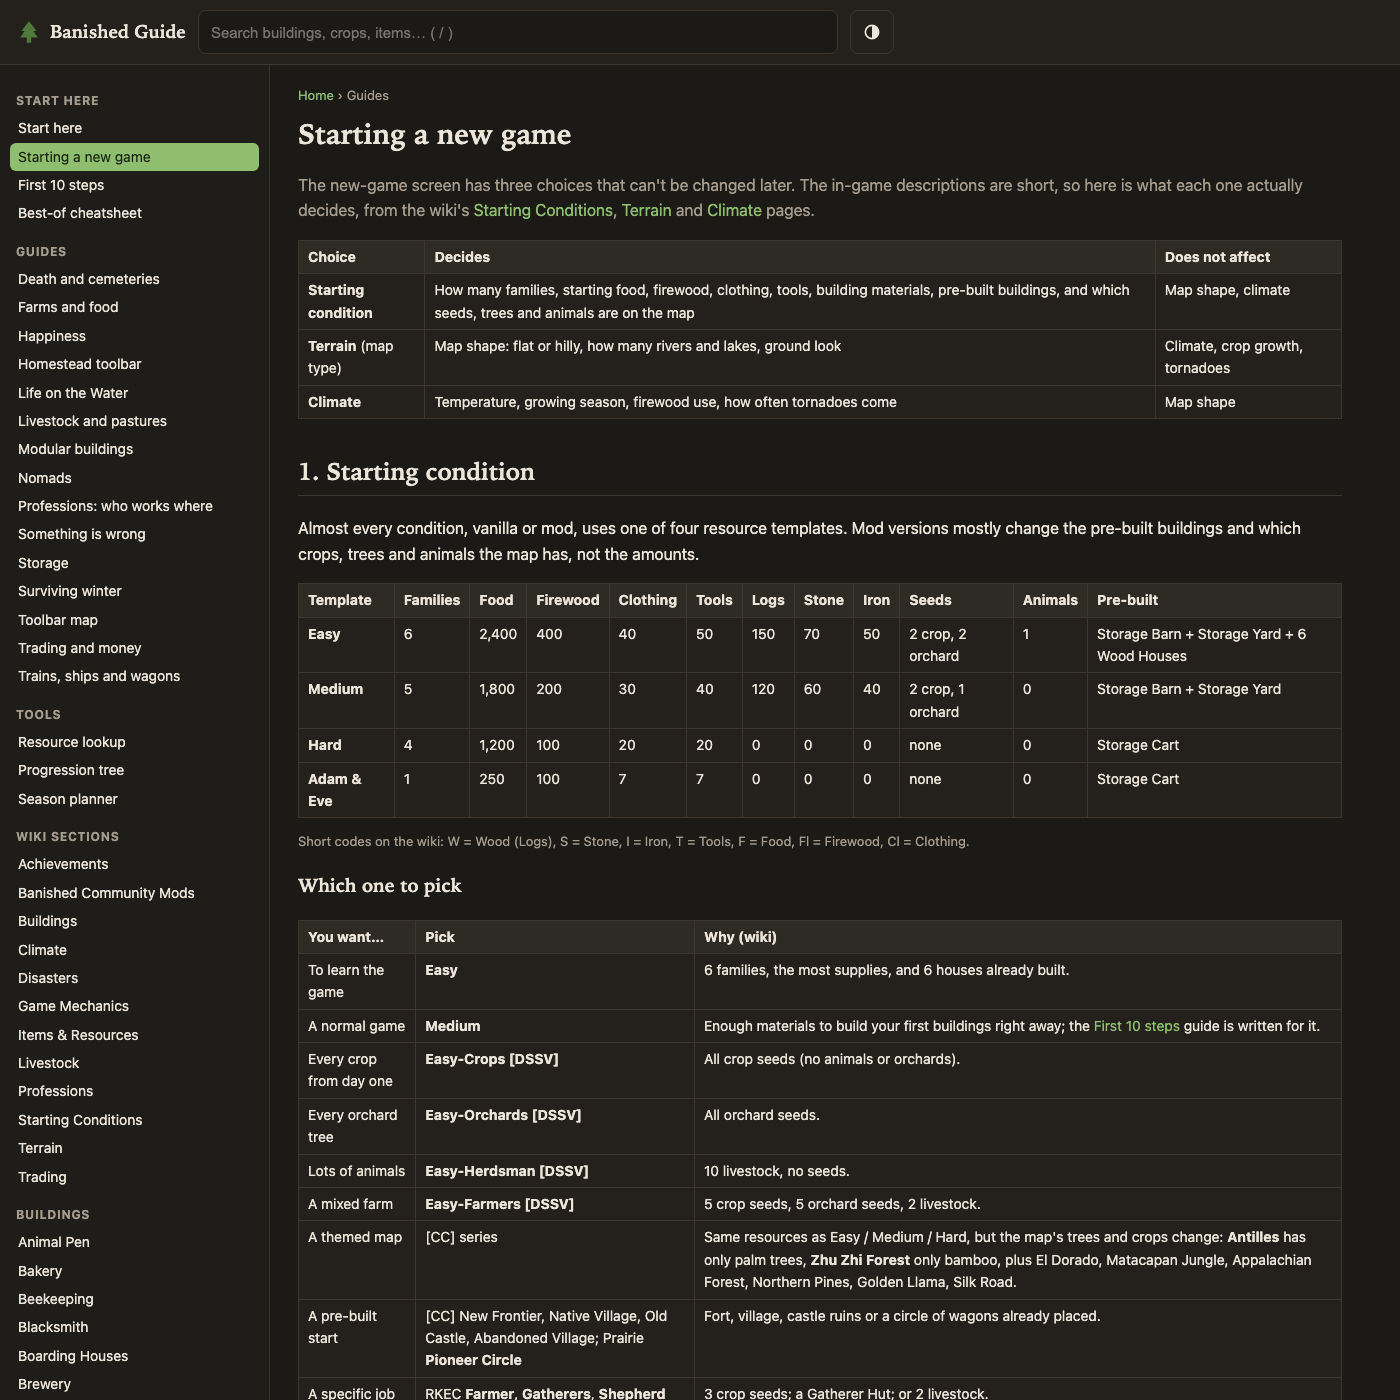 Banished Guide
Search buildings, crops, items... ( / )
START HERE
Start here
Starting a new game
First 10 steps
Best-of cheatsheet
GUIDES
Death and cemeteries
Farms and food
Happiness
Homestead toolbar
Life on the Water
Livestock and pastures
Modular buildings
Nomads
Professions: who works where
Something is wrong
Storage
Surviving winter
Toolbar map
Trading and money
Trains, ships and wagons
TOOLS
Resource lookup
Progression tree
Season planner
WIKI SECTIONS
Achievements
Banished Community Mods
Buildings
Climate
Disasters
Game Mechanics
Items & Resources
Livestock
Professions
Starting Conditions
Terrain
Trading
BUILDINGS
Animal Pen
Bakery
Beekeeping
Blacksmith
Boarding Houses
Brewery
Home › Guides
Starting a new game
The new-game screen has three choices that can't be changed later. The in-game descriptions are short, so here is what each one actually
decides, from the wiki's Starting Conditions, Terrain and Climate pages.
Choice Decides Does not affect
Starting condition How many families, starting food, firewood, clothing, tools, building materials, pre-built buildings, and which seeds, trees and animals are on the map Map shape, climate
Terrain (map type) Map shape: flat or hilly, how many rivers and lakes, ground look Climate, crop growth, tornadoes
Climate Temperature, growing season, firewood use, how often tornadoes come Map shape
1. Starting condition
Almost every condition, vanilla or mod, uses one of four resource templates. Mod versions mostly change the pre-built buildings and which
crops, trees and animals the map has, not the amounts.
Template Families Food Firewood Clothing Tools Logs Stone Iron Seeds Animals Pre-built
Easy 6 2,400 400 40 50 150 70 50 2 crop, 2 orchard 1 Storage Barn + Storage Yard + 6 Wood Houses
Medium 5 1,800 200 30 40 120 60 40 2 crop, 1 orchard 0 Storage Barn + Storage Yard
Hard 4 1,200 100 20 20 0 0 0 none 0 Storage Cart
Adam & Eve 1 250 100 7 7 0 0 0 none 0 Storage Cart
Short codes on the wiki: W = Wood (Logs), S = Stone, I = Iron, T = Tools, F = Food, Fl = Firewood, Cl = Clothing.
Which one to pick
You want... Pick Why (wiki)
To learn the game Easy 6 families, the most supplies, and 6 houses already built.
A normal game Medium Enough materials to build your first buildings right away; the First 10 steps guide is written for it.
Every crop from day one Easy-Crops [DSSV] All crop seeds (no animals or orchards).
Every orchard tree Easy-Orchards [DSSV] All orchard seeds.
Lots of animals Easy-Herdsman [DSSV] 10 livestock, no seeds.
A mixed farm Easy-Farmers [DSSV] 5 crop seeds, 5 orchard seeds, 2 livestock.
A themed map [CC] series Same resources as Easy / Medium / Hard, but the map's trees and crops change: Antilles has only palm trees, Zhu Zhi Forest only bamboo, plus El Dorado, Matacapan Jungle, Appalachian Forest, Northern Pines, Golden Llama, Silk Road.
A pre-built start [CC] New Frontier, Native Village, Old Castle, Abandoned Village; Prairie Pioneer Circle Fort, village, castle ruins or a circle of wagons already placed.
A specific job RKEC Farmer, Gatherers, Shepherd 3 crop seeds; a Gatherer Hut; or 2 livestock.